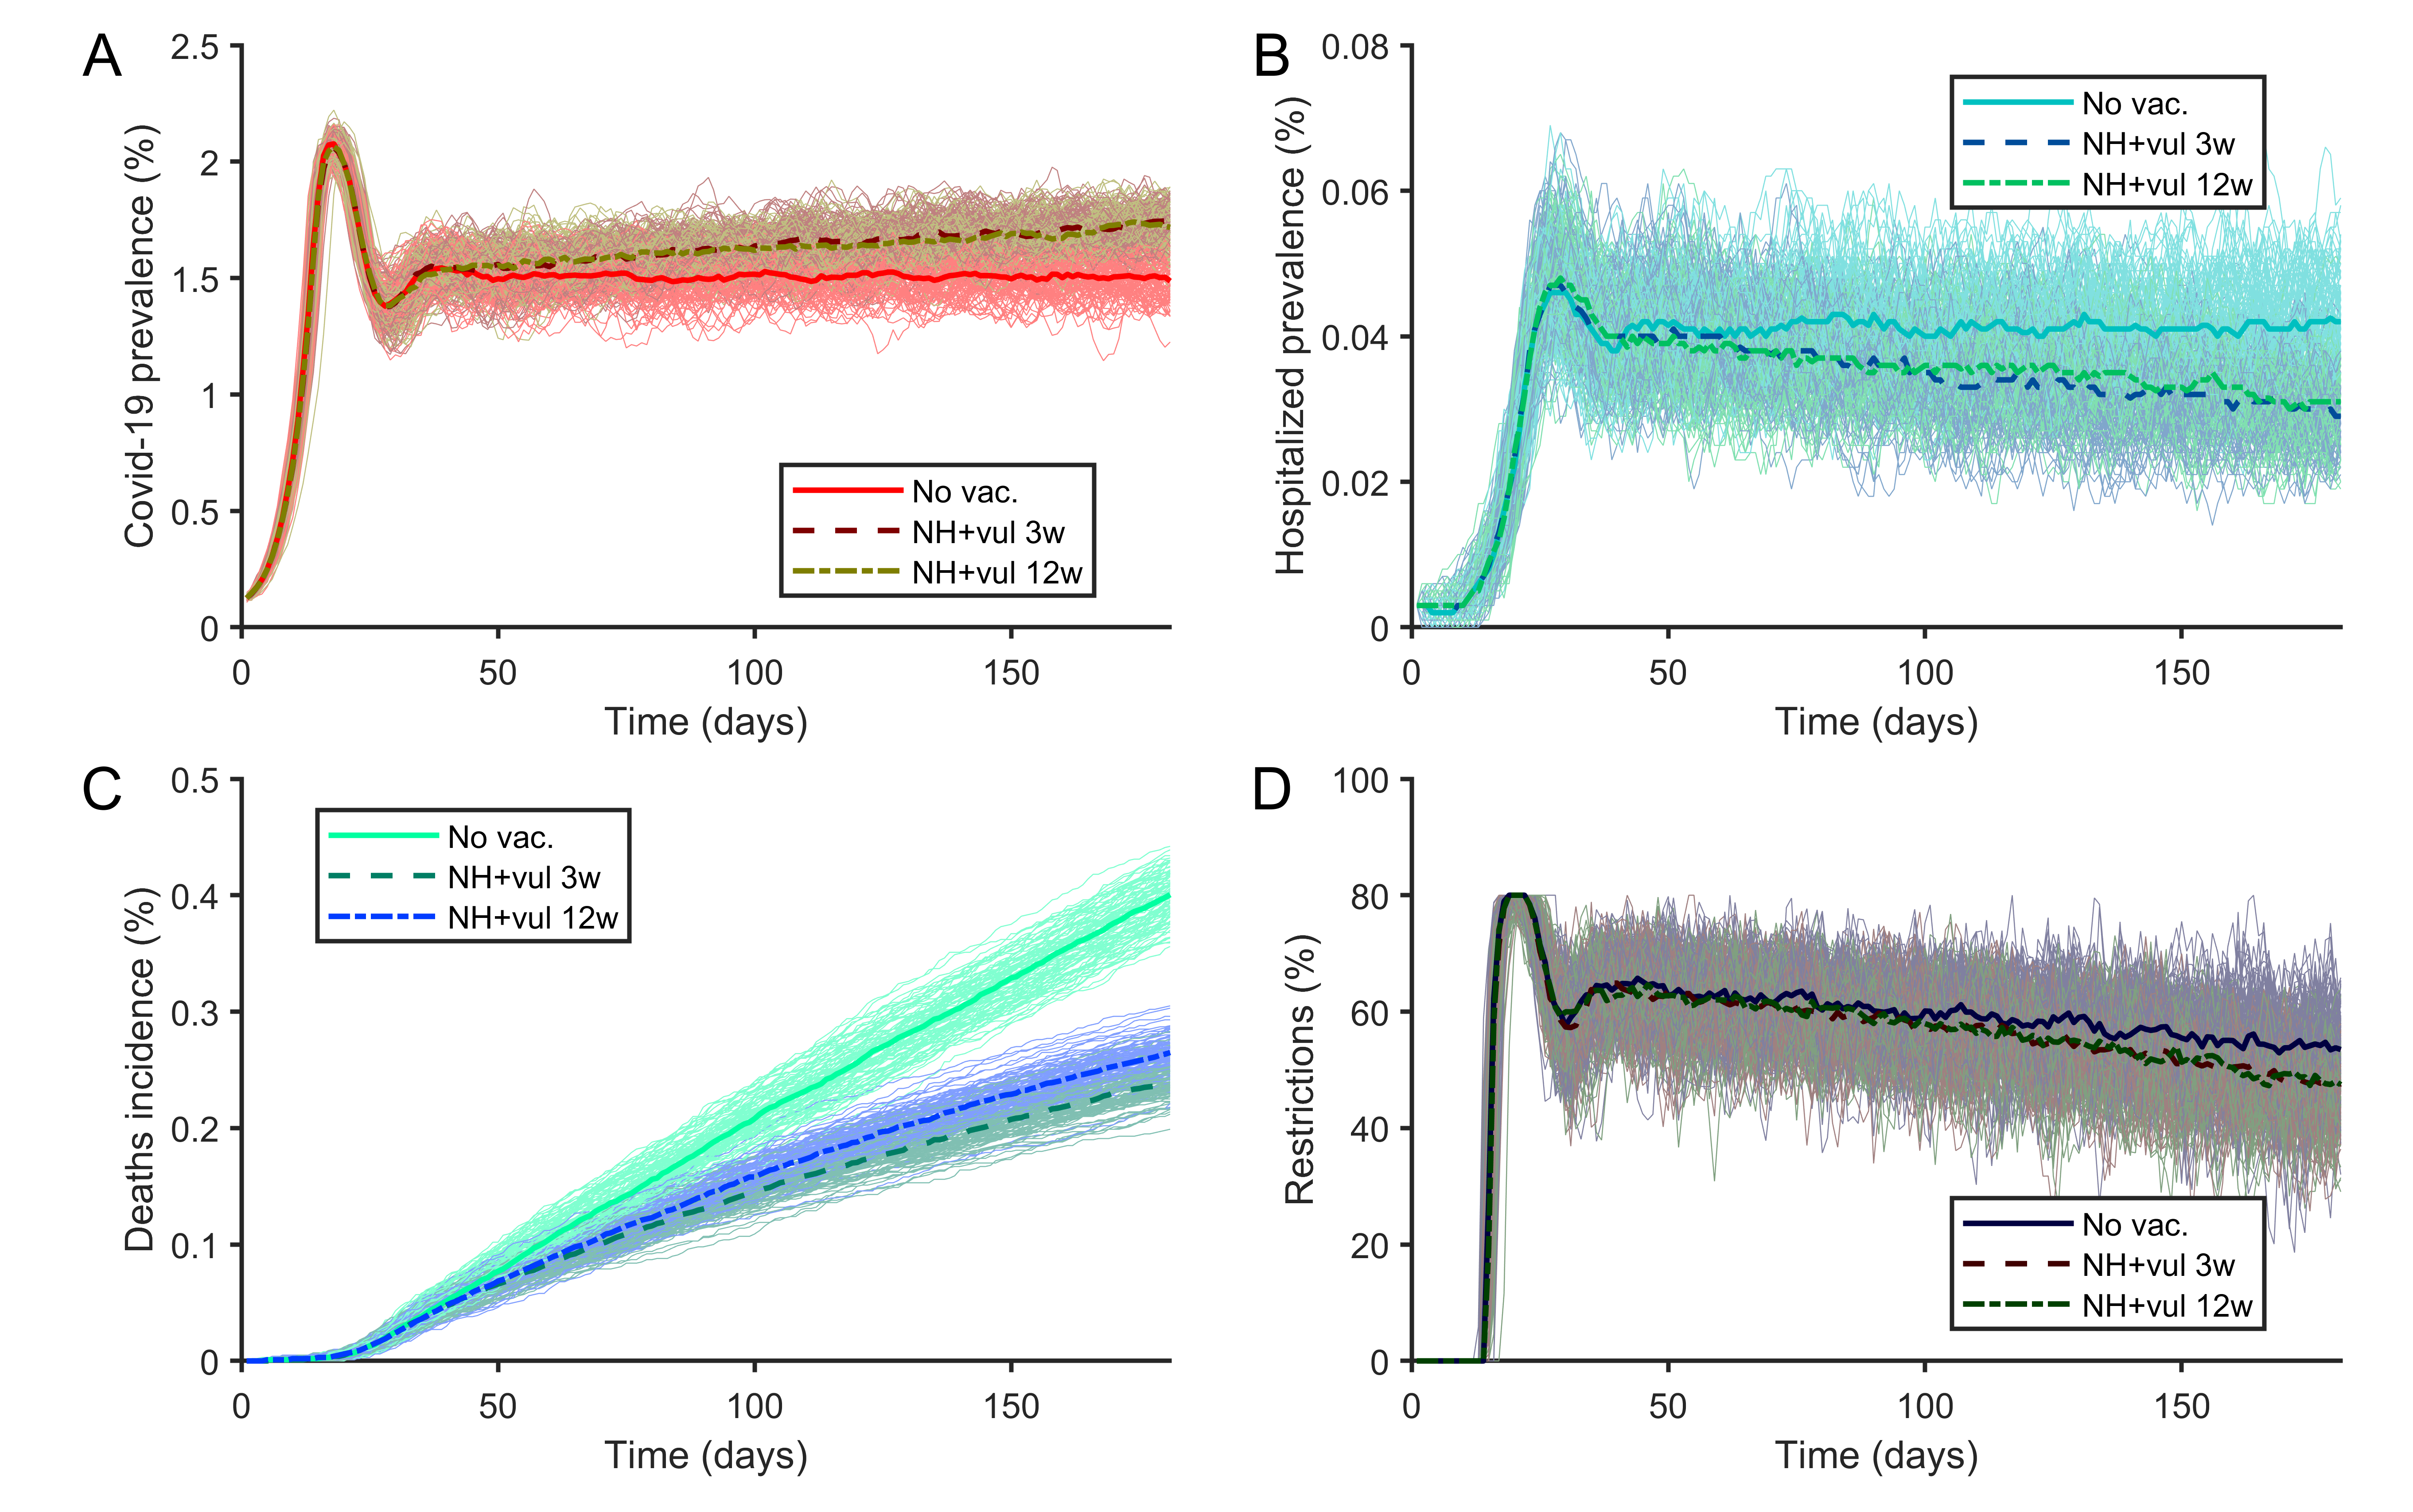 A
Covid-19 prevalence (%)
2.5
2
1.5
1
0.5
0
0 50 100 150
Time (days)
No vac.
NH+vul 3w
NH+vul 12w
B
Hospitalized prevalence (%)
0.08
0.06
0.04
0.02
0
0 50 100 150
Time (days)
No vac.
NH+vul 3w
NH+vul 12w
C
Deaths incidence (%)
0.5
0.4
0.3
0.2
0.1
0
0 50 100 150
Time (days)
No vac.
NH+vul 3w
NH+vul 12w
D
Restrictions (%)
100
80
60
40
20
0
0 50 100 150
Time (days)
No vac.
NH+vul 3w
NH+vul 12w